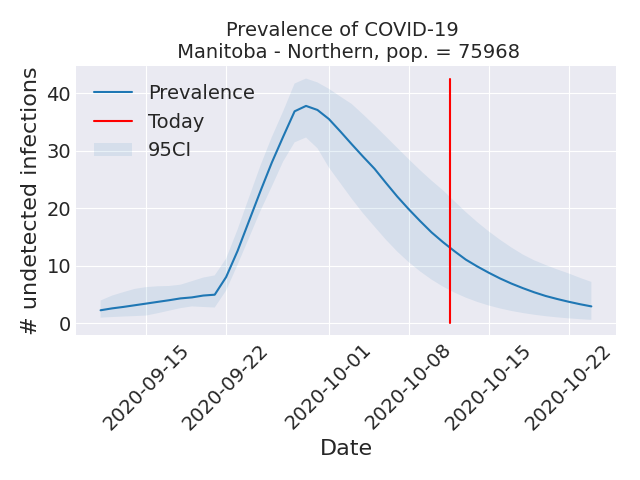 Prevalence of COVID-19
Manitoba - Northern, pop. = 75968
# undetected infections
40
30
20
10
0
Prevalence
Today
95CI
2020-09-15
2020-09-22
2020-10-01
2020-10-08
2020-10-15
2020-10-22
Date